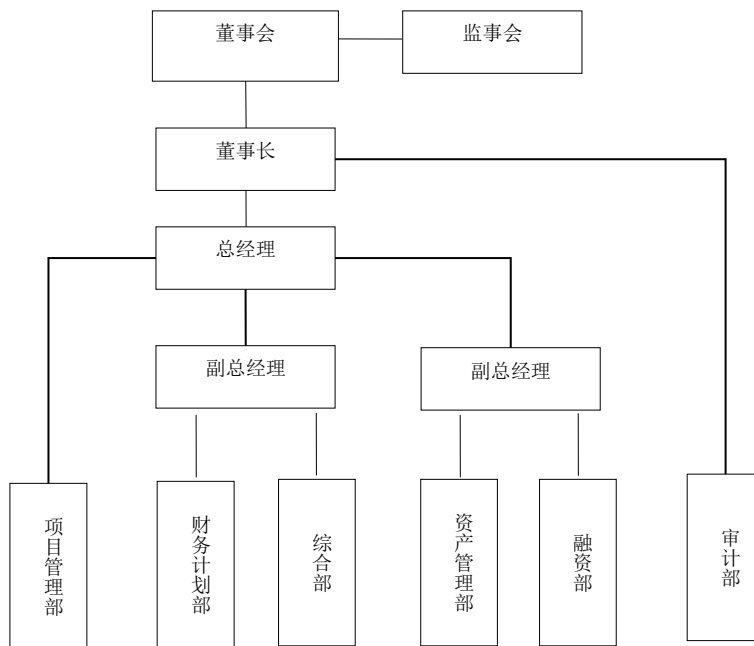 董事会
监事会
董事长
总经理
副总经理
副总经理
项目管理部
财务计划部
综合部
资产管理部
融资部
审计部